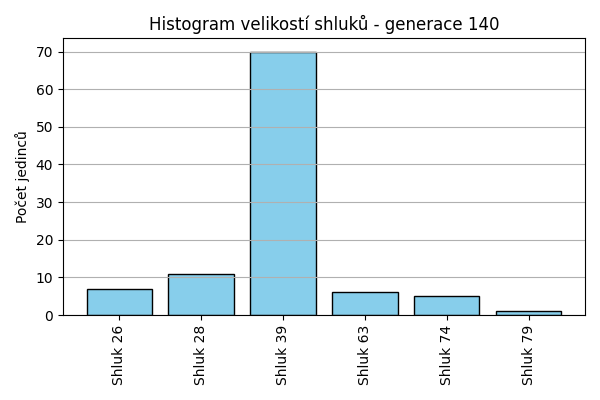 Histogram velikostí shluků - generace 140
Počet jedinců
70
60
50
40
30
20
10
0
Shluk 26
Shluk 28
Shluk 39
Shluk 63
Shluk 74
Shluk 79